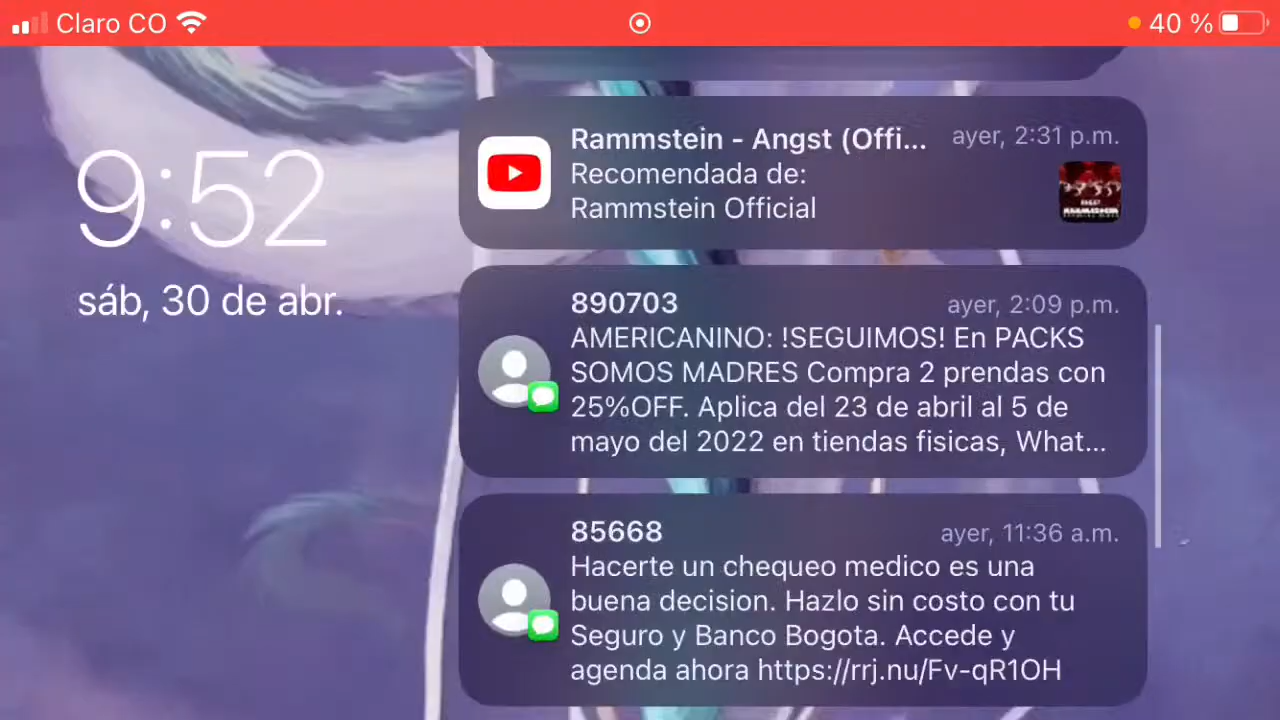 Claro CO
40 %
9:52
sáb, 30 de abr.
Rammstein - Angst (Offi...
ayer, 2:31 p.m.
Recomendada de:
Rammstein Official
890703
ayer, 2:09 p.m.
AMERICANINO: !SEGUIMOS! En PACKS
SOMOS MADRES Compra 2 prendas con
25%OFF. Aplica del 23 de abril al 5 de
mayo del 2022 en tiendas fisicas, What...
85668
ayer, 11:36 a.m.
Hacerte un chequeo medico es una
buena decision. Hazlo sin costo con tu
Seguro y Banco Bogota. Accede y
agenda ahora https://rrj.nu/Fv-qR1OH